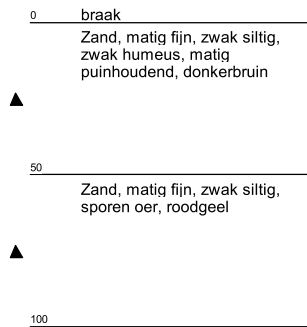 0 braak
Zand, matig fijn, zwak siltig,
zwak humeus, matig
puinhoudend, donkerbruin
50
Zand, matig fijn, zwak siltig,
sporen oer, roodgeel
100